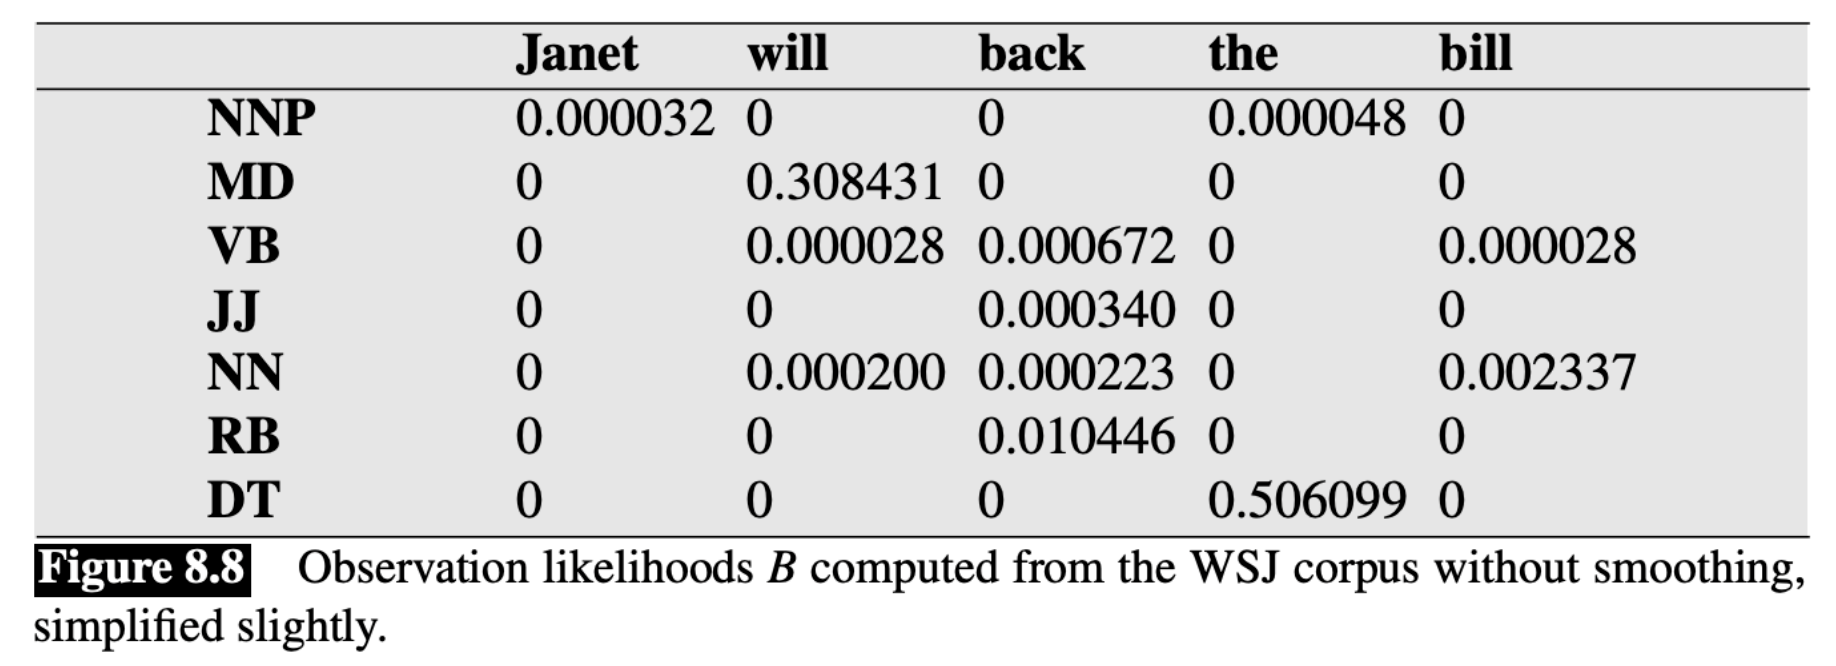 Janet will back the bill
NNP 0.000032 0 0 0.000048 0
MD 0 0.308431 0 0 0
VB 0 0.000028 0.000672 0 0.000028
JJ 0 0 0.000340 0 0
NN 0 0.000200 0.000223 0 0.002337
RB 0 0 0.010446 0 0
DT 0 0 0 0.506099 0
Figure 8.8 Observation likelihoods B computed from the WSJ corpus without smoothing,
simplified slightly.